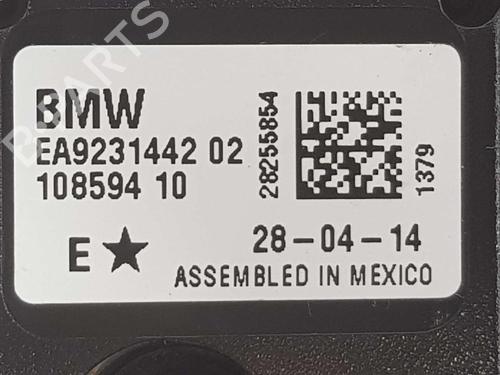 BMW
EA9231442 02
108594 10
28255854
1379
E
28-04-14
ASSEMBLED IN MEXICO